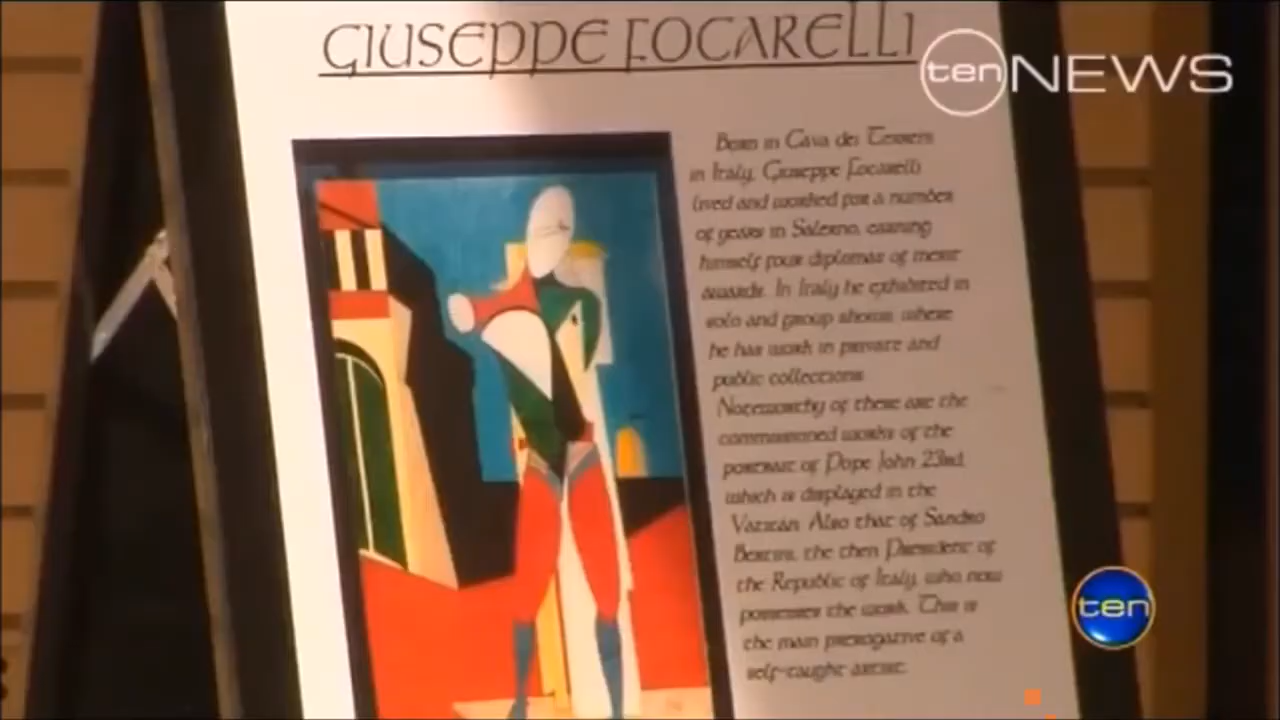 GIUSEPPE FOCARELLI
ten NEWS
Born in Cava dei Terreni
in Italy, Giuseppe Focarelli
lived and worked for a number
of years in Salerno, earning
himself four diplomas of merit
awards. In Italy he exhibited in
solo and group shows, where
he has work in private and
public collections.
Noteworthy of these are the
commissioned works of the
portrait of Pope John 23rd,
which is displayed in the
Vatican. Also that of Sandro
Bertini, the then President of
the Republic of Italy, who now
possesses the work. This is
the main prerogative of a
self-taught artist.
ten